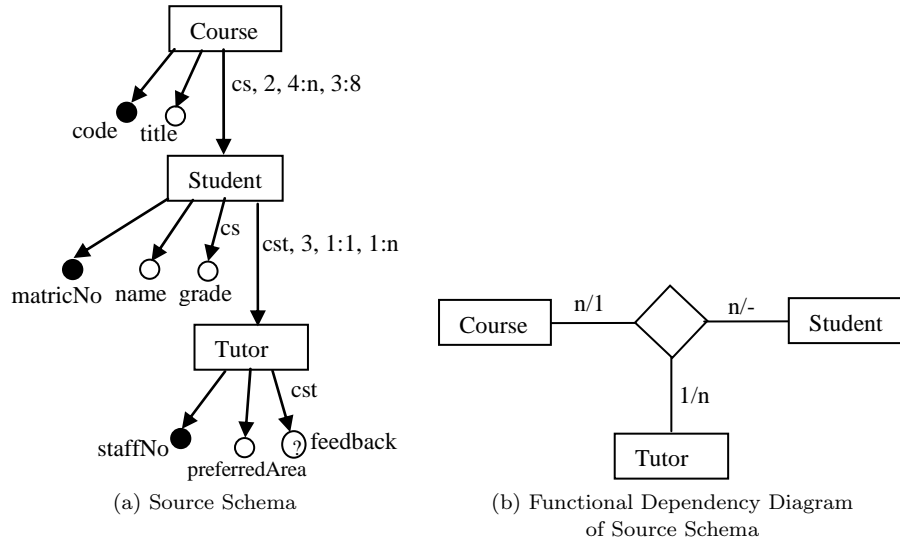 Course
cs, 2, 4:n, 3:8
code
title
Student
cs
cst, 3, 1:1, 1:n
matricNo
name
grade
Tutor
cst
staffNo
preferredArea
?
feedback
(a) Source Schema
Course
n/1
n/-
Student
1/n
Tutor
(b) Functional Dependency Diagram
of Source Schema